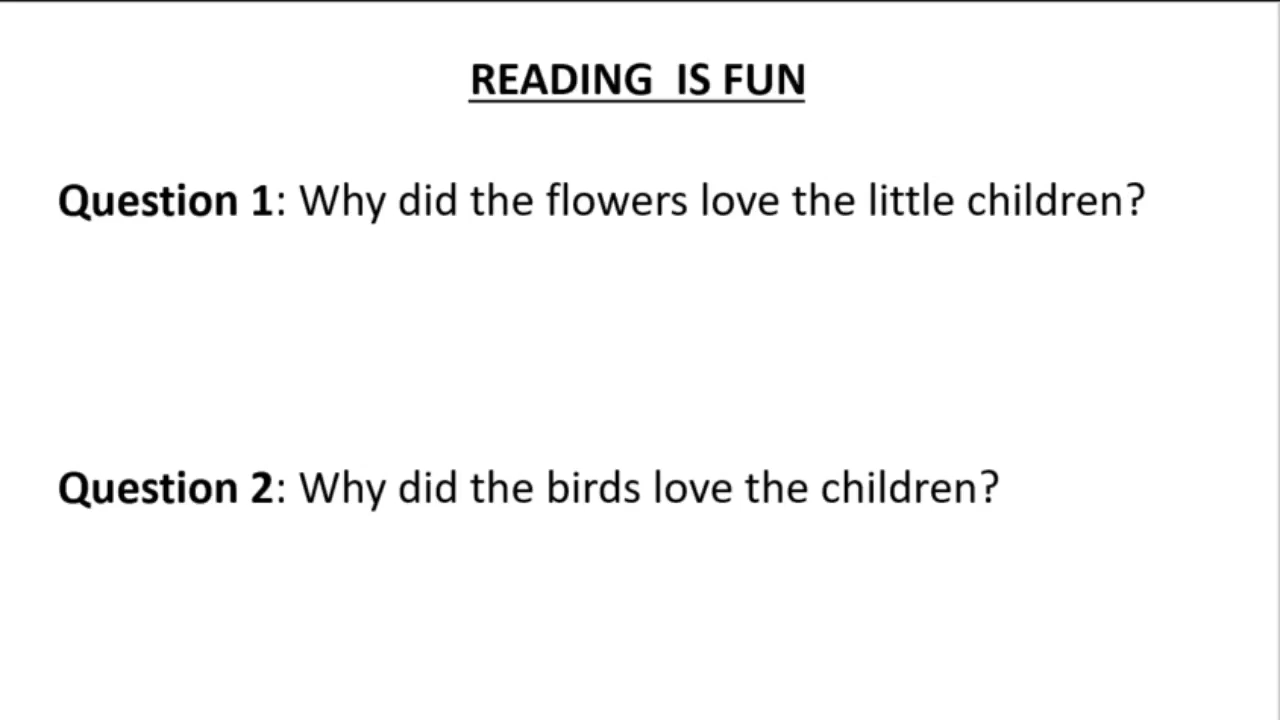 READING  IS FUN
Question 1: Why did the flowers love the little children?
Question 2: Why did the birds love the children?